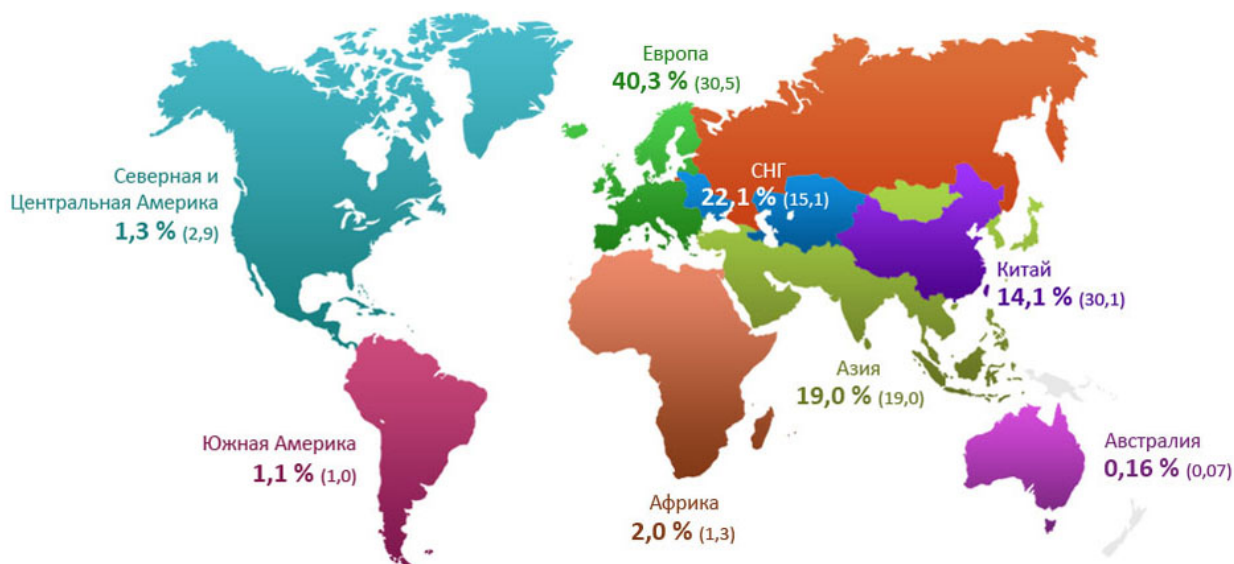 Европа
40,3 % (30,5)
Северная и
Центральная Америка
1,3 % (2,9)
СНГ
22,1 % (15,1)
Китай
14,1 % (30,1)
Азия
19,0 % (19,0)
Южная Америка
1,1 % (1,0)
Австралия
0,16 % (0,07)
Африка
2,0 % (1,3)